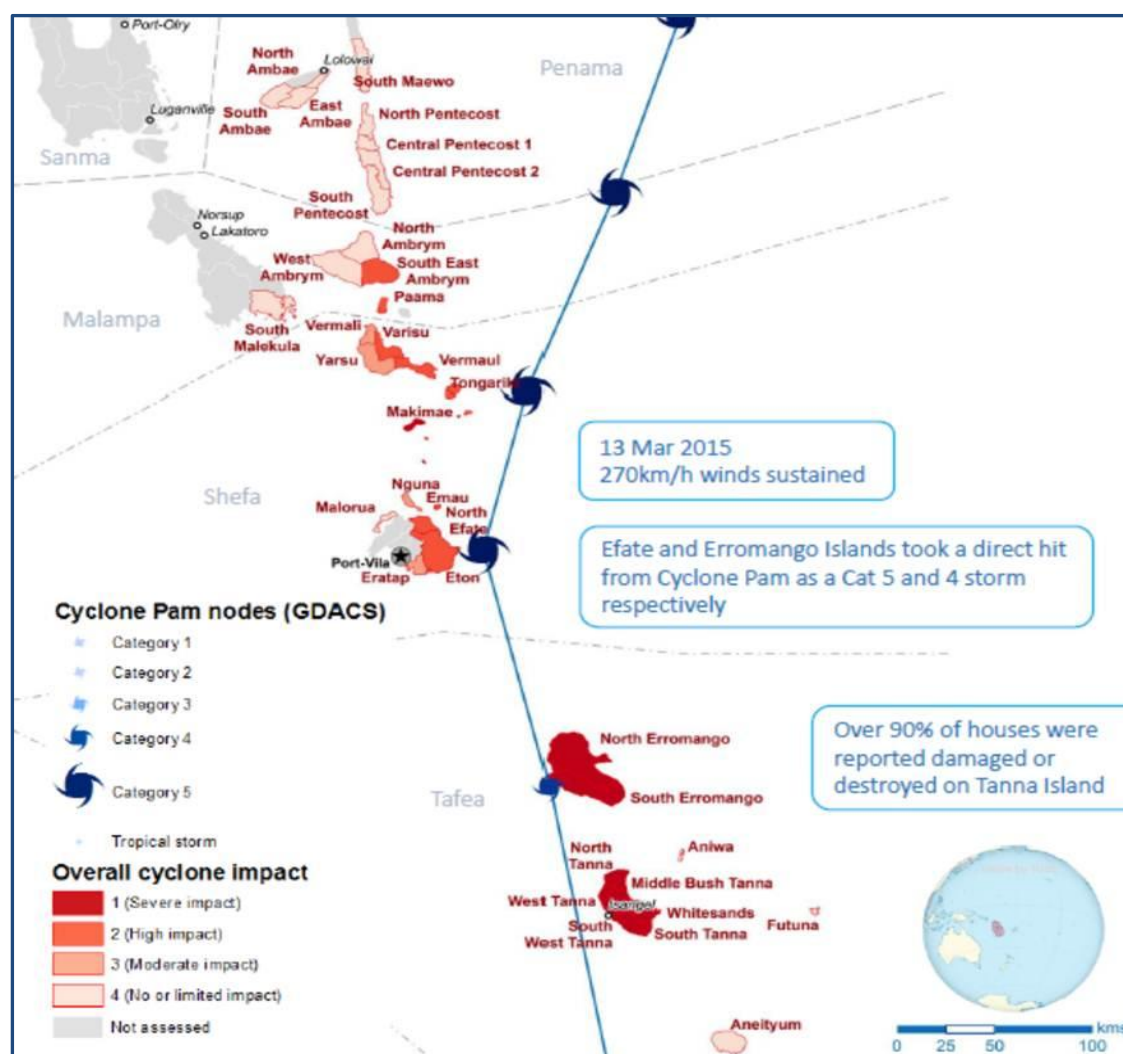 Port-Olry
North
Ambae
Lolowai
South Maewo
Penama
Luganville
South
Ambae
East
Ambae
North Pentecost
Central Pentecost 1
Central Pentecost 2
Sanma
South
Pentecost
Norsup
Lakatoro
North
Ambrym
West
Ambrym
South East
Ambrym
Paama
Malampa
South
Malekula
Vermali
Varisu
Yarsu
Vermaul
Tongariki
Makimae
13 Mar 2015
270km/h winds sustained
Shefa
Nguna
Emau
Malorua
North
Efate
Port-Vila
Eratap
Eton
Efate and Erromango Islands took a direct hit
from Cyclone Pam as a Cat 5 and 4 storm
respectively
Cyclone Pam nodes (GDACS)
Category 1
Category 2
Category 3
Category 4
Category 5
Tropical storm
Over 90% of houses were
reported damaged or
destroyed on Tanna Island
North Erromango
Tafea
South Erromango
North
Tanna
Aniwa
Middle Bush Tanna
West Tanna
Isangel
Whitesands
Futuna
South
West Tanna
South Tanna
Overall cyclone impact
1 (Severe impact)
2 (High impact)
3 (Moderate impact)
4 (No or limited impact)
Not assessed
Aneityum
kms
0 25 50 100